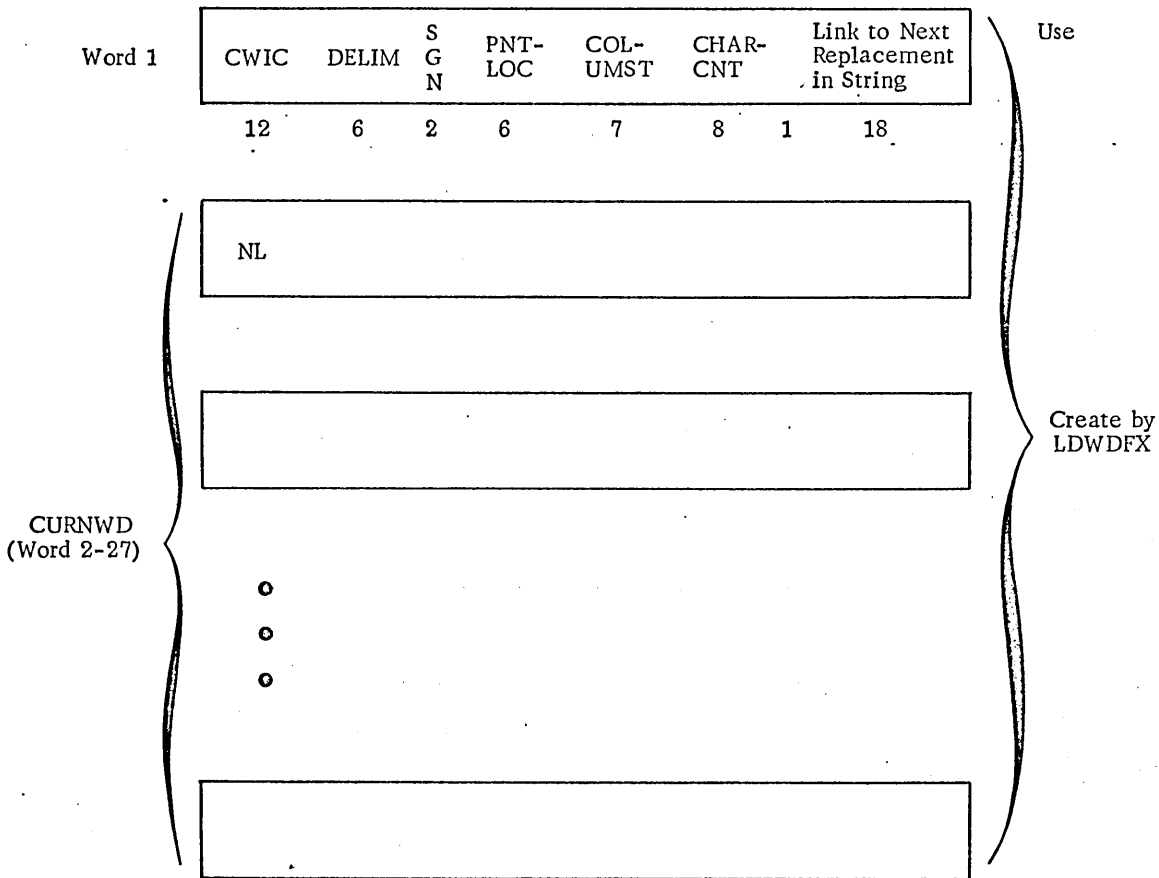 Word 1
CWIC
DELIM
S
G
N
PNT-
LOC
COL-
UMST
CHAR-
CNT
Link to Next
Replacement
in String
Use
12 6 2 6 7 8 1 18
NL
Create by
LDWDFX
CURNWD
(Word 2-27)